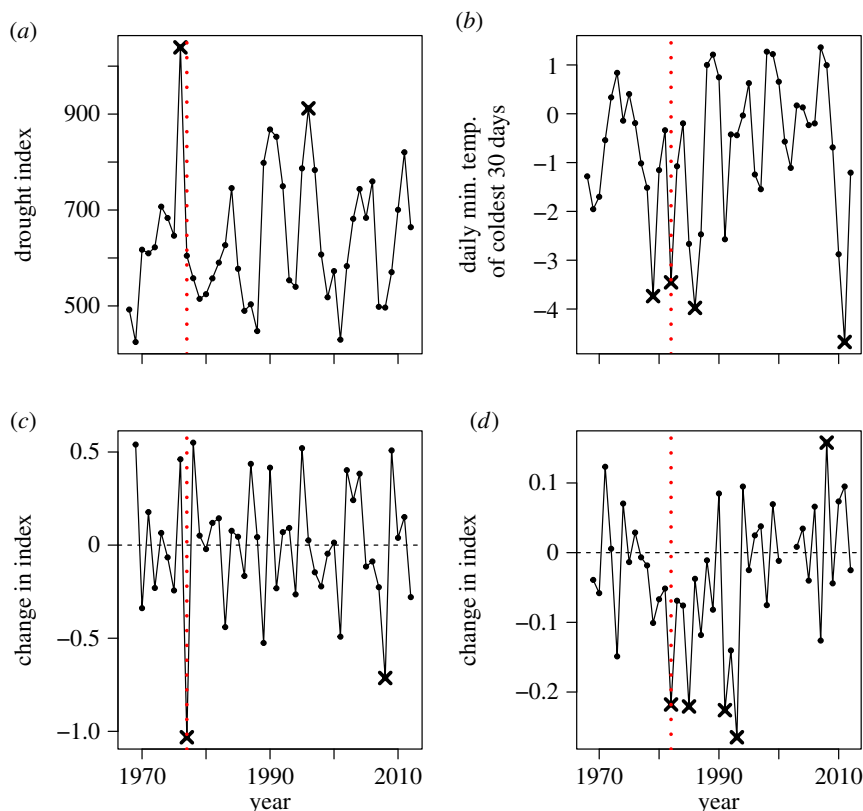 (a)
900
700
500
drought index
(b)
1
0
−1
−2
−3
−4
daily min. temp.
of coldest 30 days
(c)
0.5
0
−0.5
−1.0
change in index
1970
1990
2010
year
(d)
0.1
0
−0.1
−0.2
change in index
1970
1990
2010
year